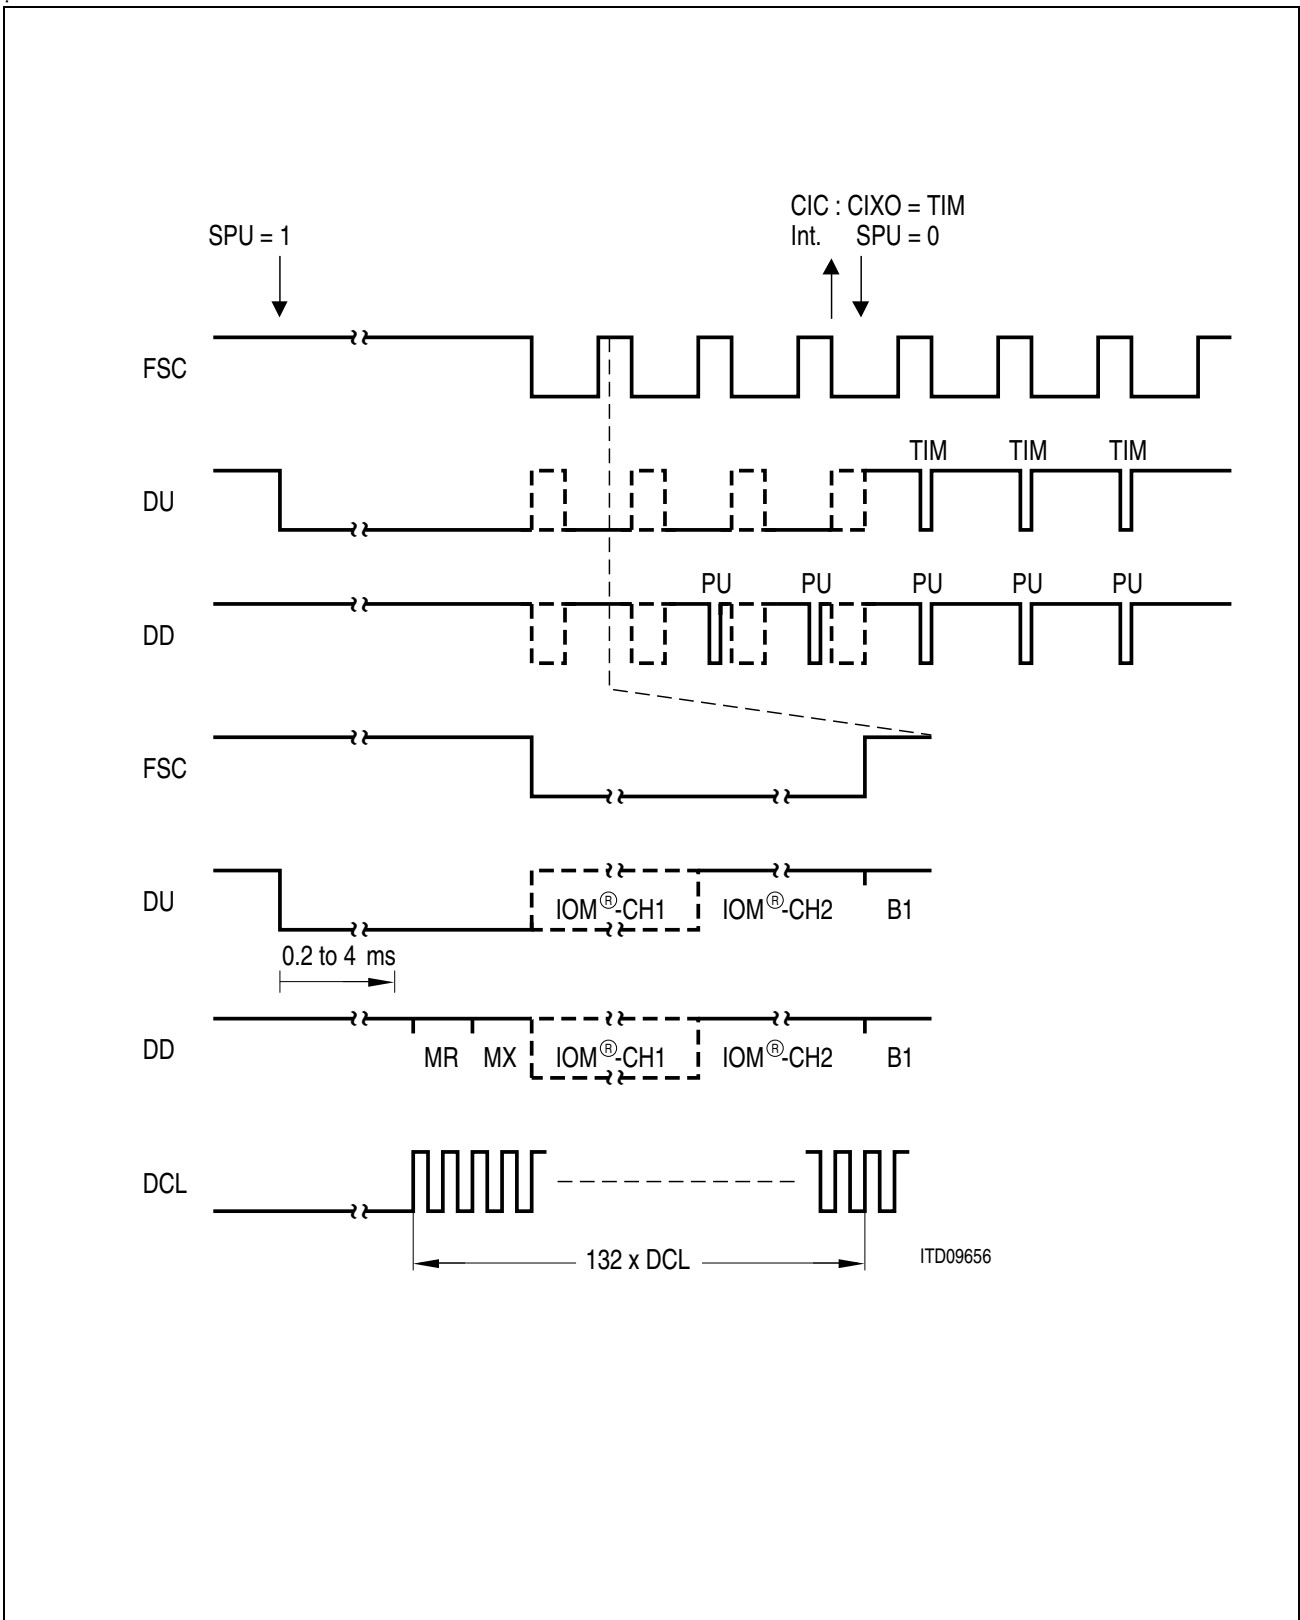 CIC : CIXO = TIM
SPU = 1
Int. SPU = 0
FSC
TIM TIM TIM
DU
PU PU PU PU PU
DD
FSC
DU
IOM®-CH1 IOM®-CH2 B1
0.2 to 4 ms
DD
MR MX IOM®-CH1 IOM®-CH2 B1
DCL
132 x DCL
ITD09656